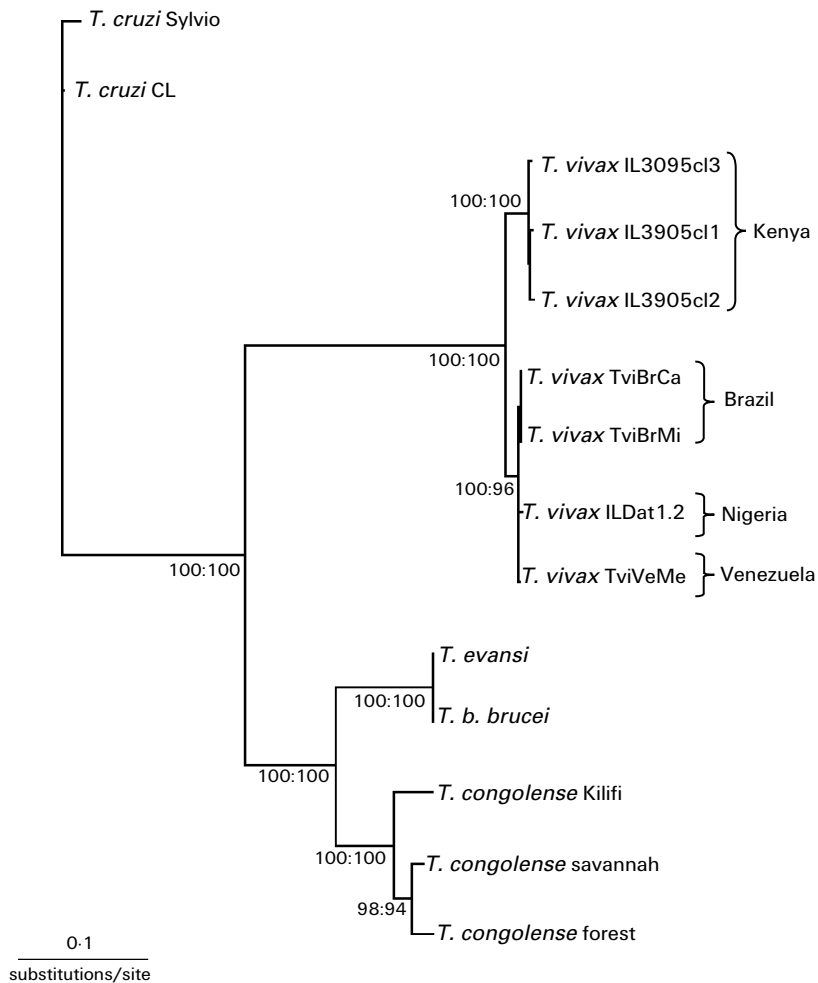 T. cruzi Sylvio
T. cruzi CL
T. vivax IL3095cl3
100:100
T. vivax IL3905cl1
Kenya
T. vivax IL3905cl2
100:100
T. vivax TviBrCa
Brazil
T. vivax TviBrMi
100:96
T. vivax ILDat1.2
Nigeria
100:100
T. vivax TviVeMe
Venezuela
T. evansi
100:100
T. b. brucei
100:100
T. congolense Kilifi
100:100
T. congolense savannah
98:94
T. congolense forest
0·1
substitutions/site